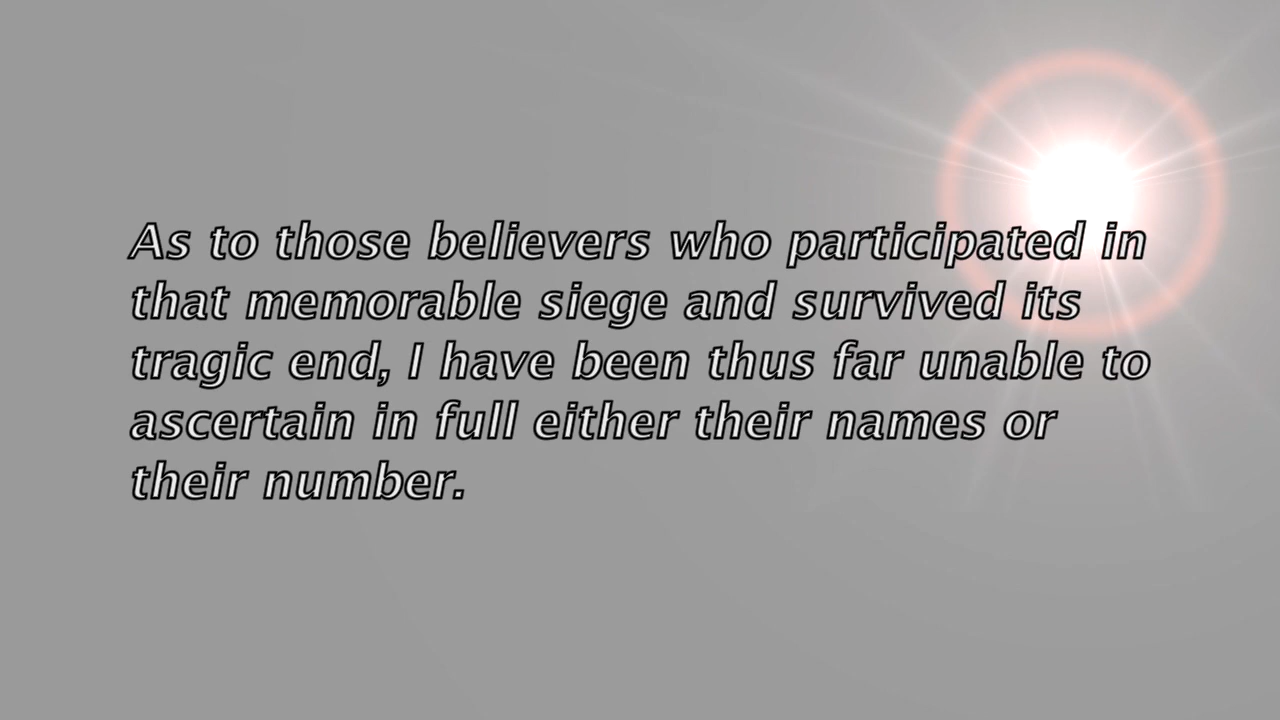 As to those believers who participated in
that memorable siege and survived its
tragic end, I have been thus far unable to
ascertain in full either their names or
their number.